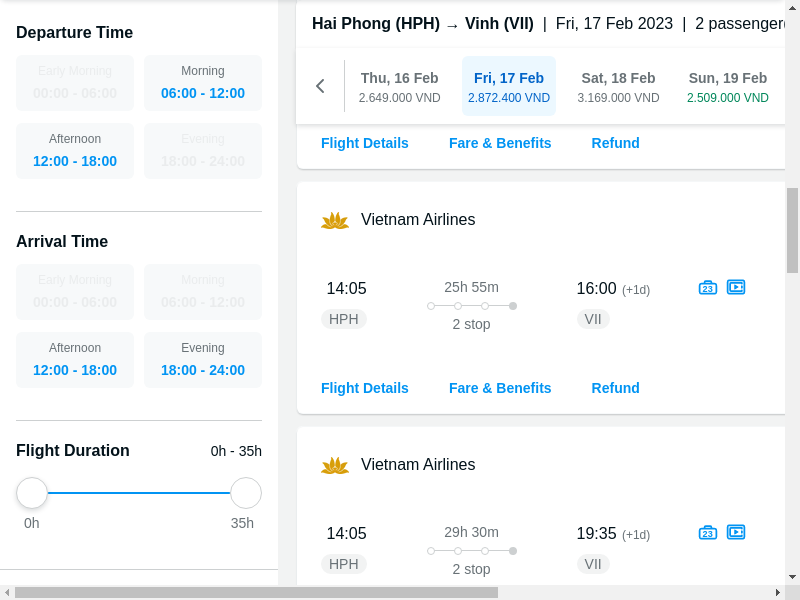 Departure Time
Early Morning
00:00 - 06:00
Morning
06:00 - 12:00
Afternoon
12:00 - 18:00
Evening
18:00 - 24:00
Arrival Time
Early Morning
00:00 - 06:00
Morning
06:00 - 12:00
Afternoon
12:00 - 18:00
Evening
18:00 - 24:00
Flight Duration 0h - 35h
0h 35h
Hai Phong (HPH) → Vinh (VII) | Fri, 17 Feb 2023 | 2 passenger(
Thu, 16 Feb
2.649.000 VND
Fri, 17 Feb
2.872.400 VND
Sat, 18 Feb
3.169.000 VND
Sun, 19 Feb
2.509.000 VND
Flight Details Fare & Benefits Refund
Vietnam Airlines
14:05 25h 55m 16:00 (+1d) 23
HPH 2 stop VII
Flight Details Fare & Benefits Refund
Vietnam Airlines
14:05 29h 30m 19:35 (+1d) 23
HPH 2 stop VII